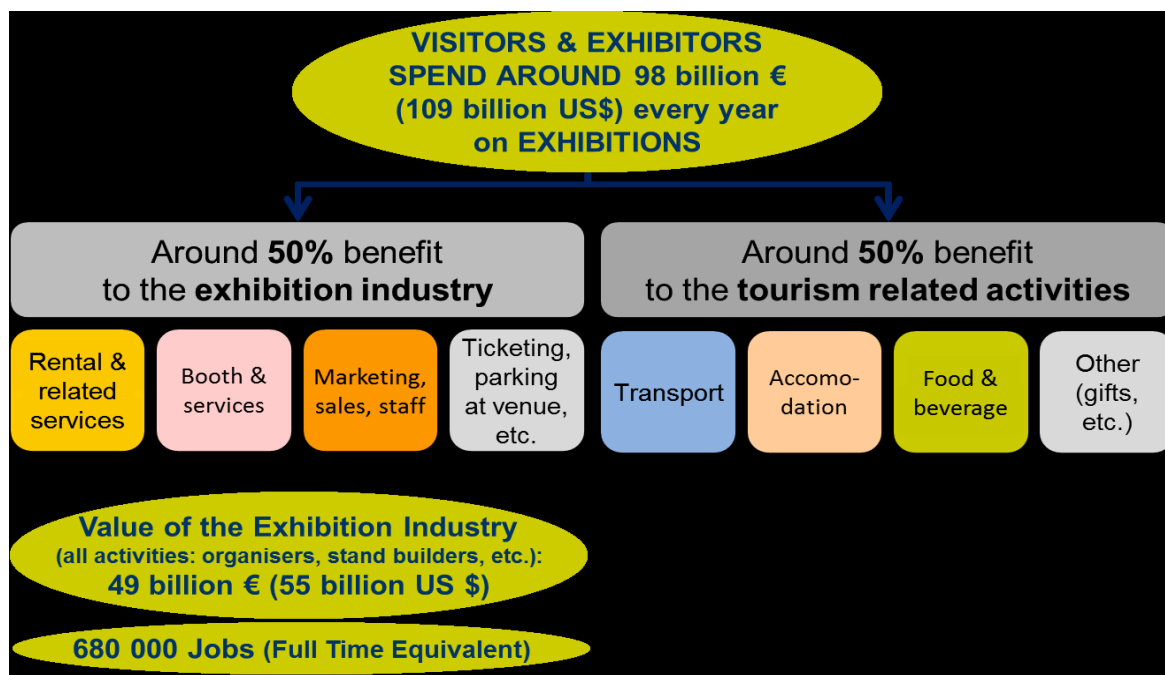 VISITORS & EXHIBITORS
SPEND AROUND 98 billion €
(109 billion US$) every year
on EXHIBITIONS
Around 50% benefit
to the exhibition industry
Around 50% benefit
to the tourism related activities
Rental &
related
services
Booth &
services
Marketing,
sales, staff
Ticketing,
parking
at venue,
etc.
Transport
Accomo-
dation
Food &
beverage
Other
(gifts,
etc.)
Value of the Exhibition Industry
(all activities: organisers, stand builders, etc.):
49 billion € (55 billion US $)
680 000 Jobs (Full Time Equivalent)